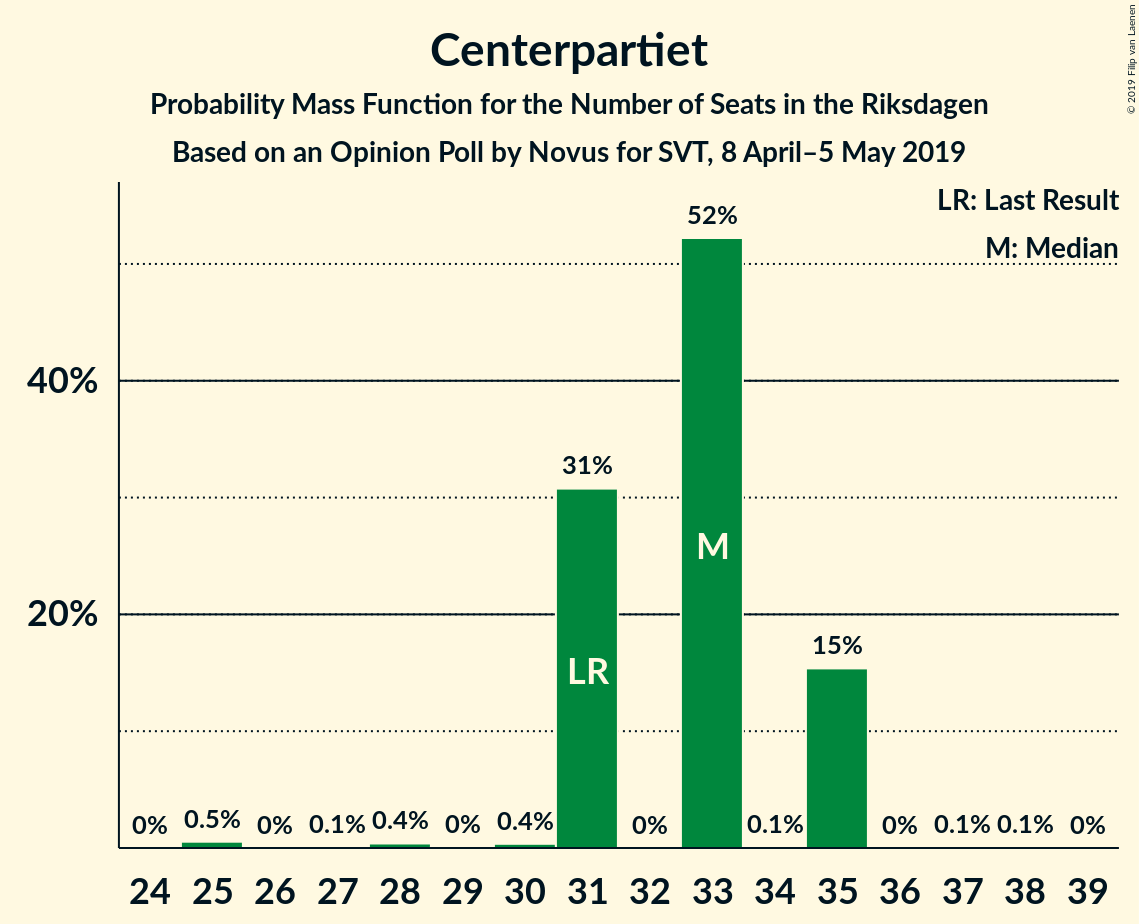 Centerpartiet
Probability Mass Function for the Number of Seats in the Riksdagen
Based on an Opinion Poll by Novus for SVT, 8 April–5 May 2019
© 2019 Filip van Laenen
LR: Last Result
M: Median
52%
40%
31%
M
20%
15%
LR
0% 0.5% 0% 0.1% 0.4% 0% 0.4% 0% 0.1% 0% 0.1% 0.1% 0%
24 25 26 27 28 29 30 31 32 33 34 35 36 37 38 39